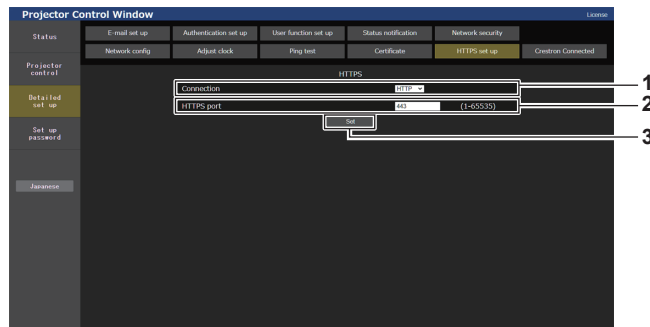 Projector Control Window
License
Status
E-mail set up
Authentication set up
User function set up
Status notification
Network security
Network config
Adjust clock
Ping test
Certificate
HTTPS set up
Crestron Connected
Projector
control
Detailed
set up
Set up
password
Japanese
HTTPS
Connection HTTP 1
HTTPS port 443 (1-65535) 2
Set 3